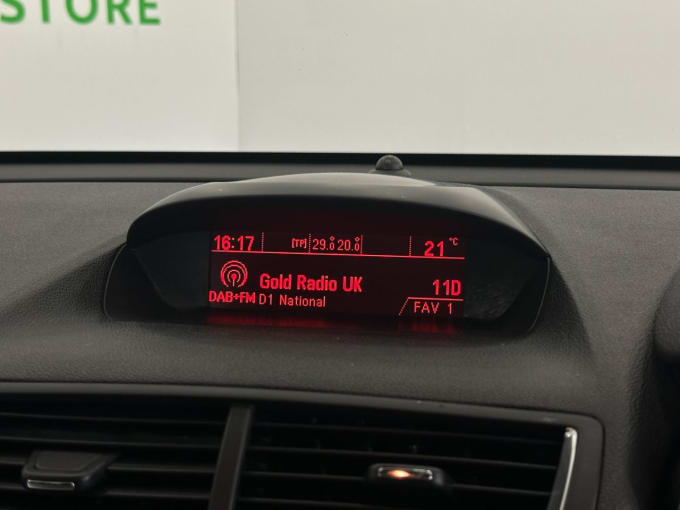 STORE
16:17 [TP] 29.0° 20.0° 21°C
Gold Radio UK 11D
DAB+FM D1 National FAV 1